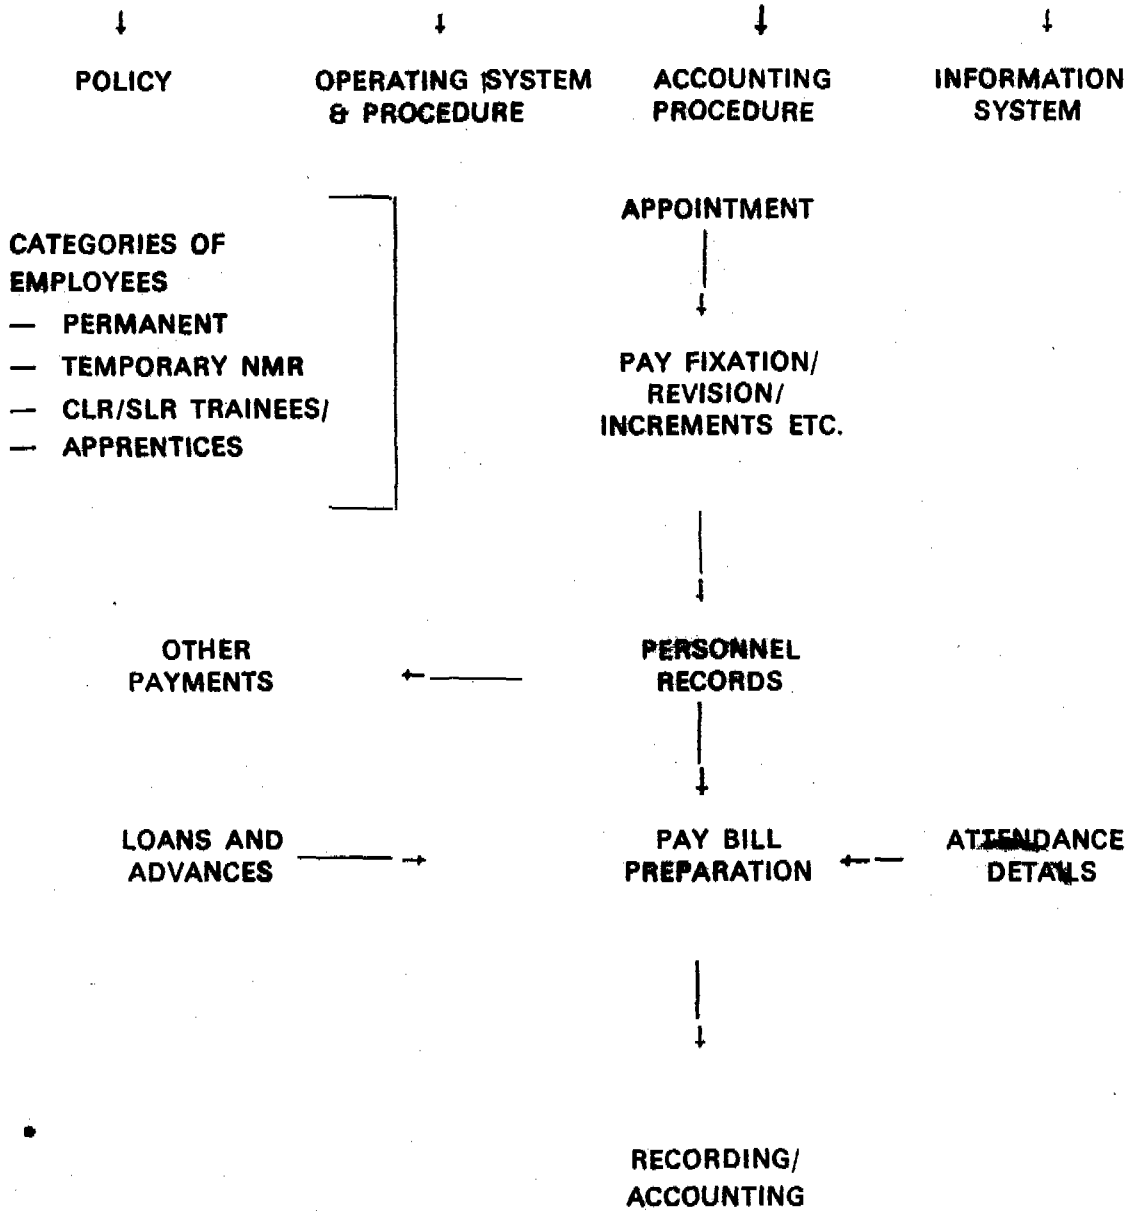 POLICY
OPERATING SYSTEM
& PROCEDURE
ACCOUNTING
PROCEDURE
INFORMATION
SYSTEM
CATEGORIES OF
EMPLOYEES
— PERMANENT
— TEMPORARY NMR
— CLR/SLR TRAINEES/
— APPRENTICES
APPOINTMENT
PAY FIXATION/
REVISION/
INCREMENTS ETC.
OTHER
PAYMENTS
PERSONNEL
RECORDS
LOANS AND
ADVANCES
PAY BILL
PREPARATION
ATTENDANCE
DETAILS
RECORDING/
ACCOUNTING